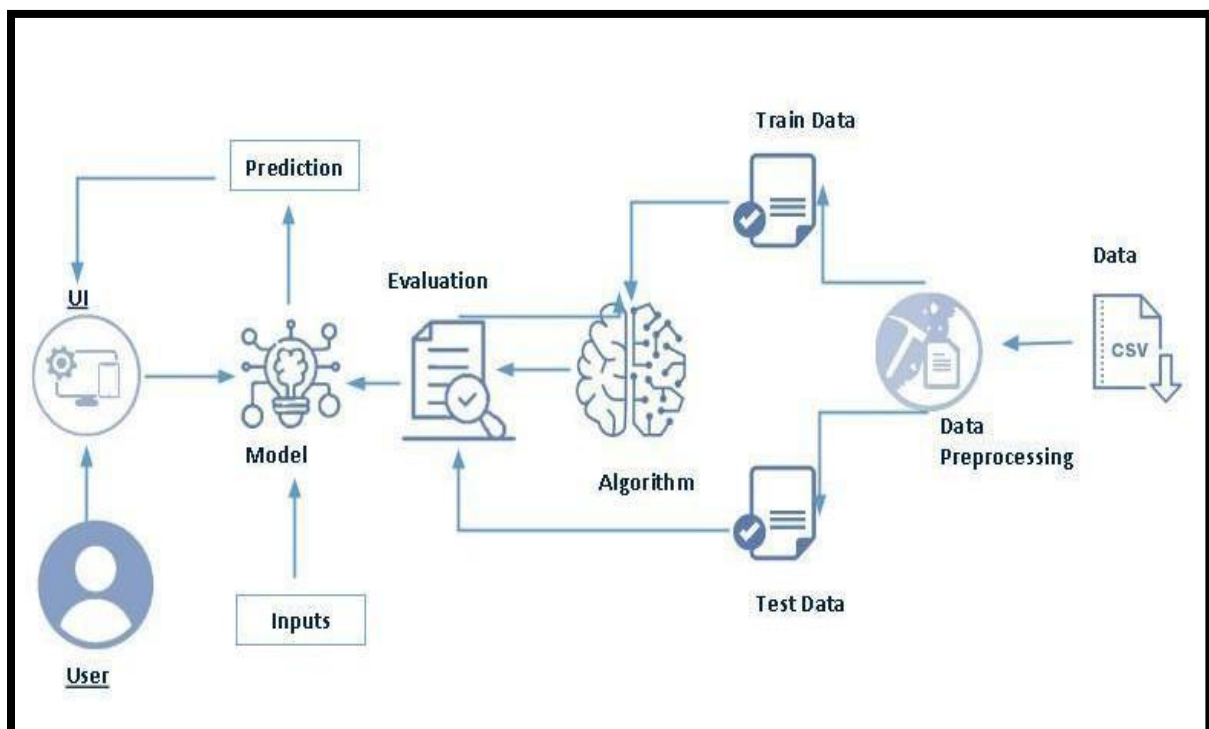 Train Data
Prediction
Data
Evaluation
UI
CSV
Data
Preprocessing
Model
Algorithm
Test Data
Inputs
User